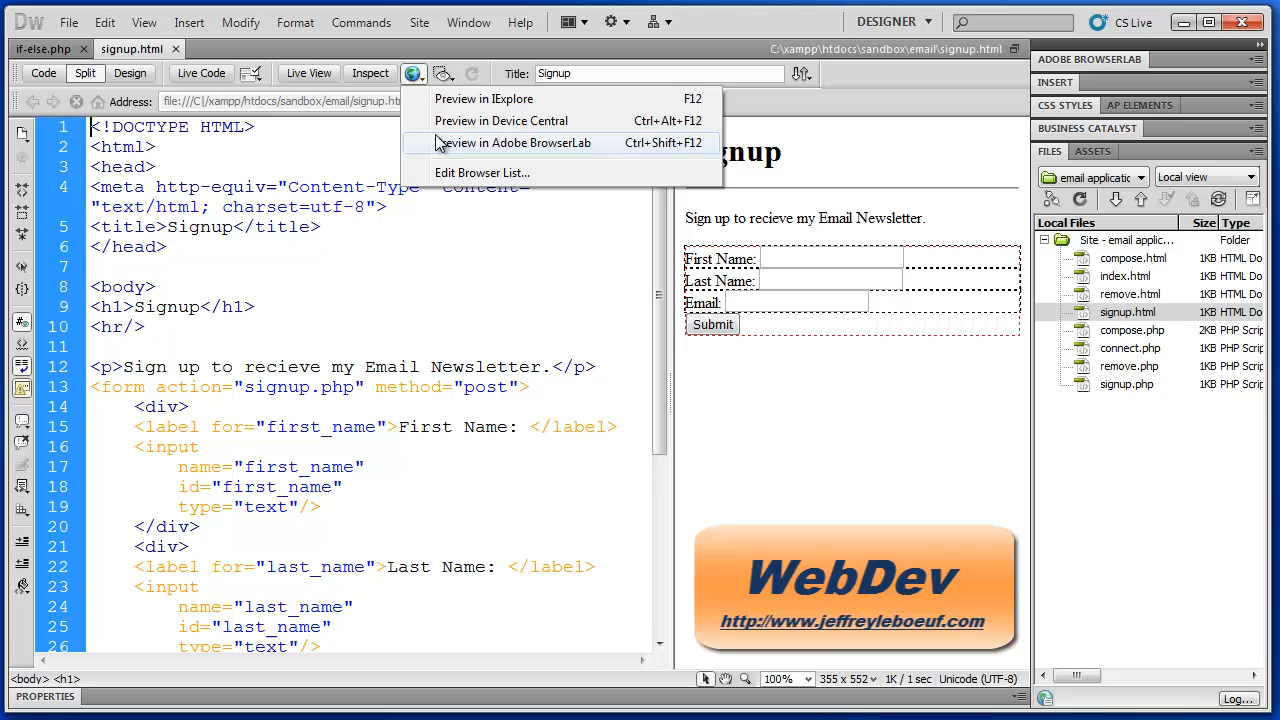 Dw File Edit View Insert Modify Format Commands Site Window Help DESIGNER CS Live
if-else.php signup.html C:\xampp\htdocs\sandbox\email\signup.html
Code Split Design Live Code Live View Inspect Title: Signup
Address: file:///C|/xampp/htdocs/sandbox/email/signup.ht
Preview in IExplore F12
Preview in Device Central Ctrl+Alt+F12
Preview in Adobe BrowserLab Ctrl+Shift+F12
Edit Browser List...
1 <!DOCTYPE HTML>
2 <html>
3 <head>
4 <meta http-equiv="Content-Type" content=
"text/html; charset=utf-8">
5 <title>Signup</title>
6 </head>
7
8 <body>
9 <h1>Signup</h1>
10 <hr/>
11
12 <p>Sign up to recieve my Email Newsletter.</p>
13 <form action="signup.php" method="post">
14 <div>
15 <label for="first_name">First Name: </label>
16 <input
17 name="first_name"
18 id="first_name"
19 type="text"/>
20 </div>
21 <div>
22 <label for="last_name">Last Name: </label>
23 <input
24 name="last_name"
25 id="last_name"
26 type="text"/>
gnup
Sign up to recieve my Email Newsletter.
First Name:
Last Name:
Email:
Submit
WebDev
http://www.jeffreyleboeuf.com
ADOBE BROWSERLAB
INSERT
CSS STYLES AP ELEMENTS
BUSINESS CATALYST
FILES ASSETS
email applicatic Local view
Local Files Size Type
Site - email applic... Folder
compose.html 1KB HTML Do
index.html 1KB HTML Do
remove.html 1KB HTML Do
signup.html 1KB HTML Do
compose.php 2KB PHP Scrip
connect.php 1KB PHP Scrip
remove.php 1KB PHP Scrip
signup.php 1KB PHP Scrip
<body> <h1> 100% 355 x 552 1K / 1 sec Unicode (UTF-8)
PROPERTIES
Log...